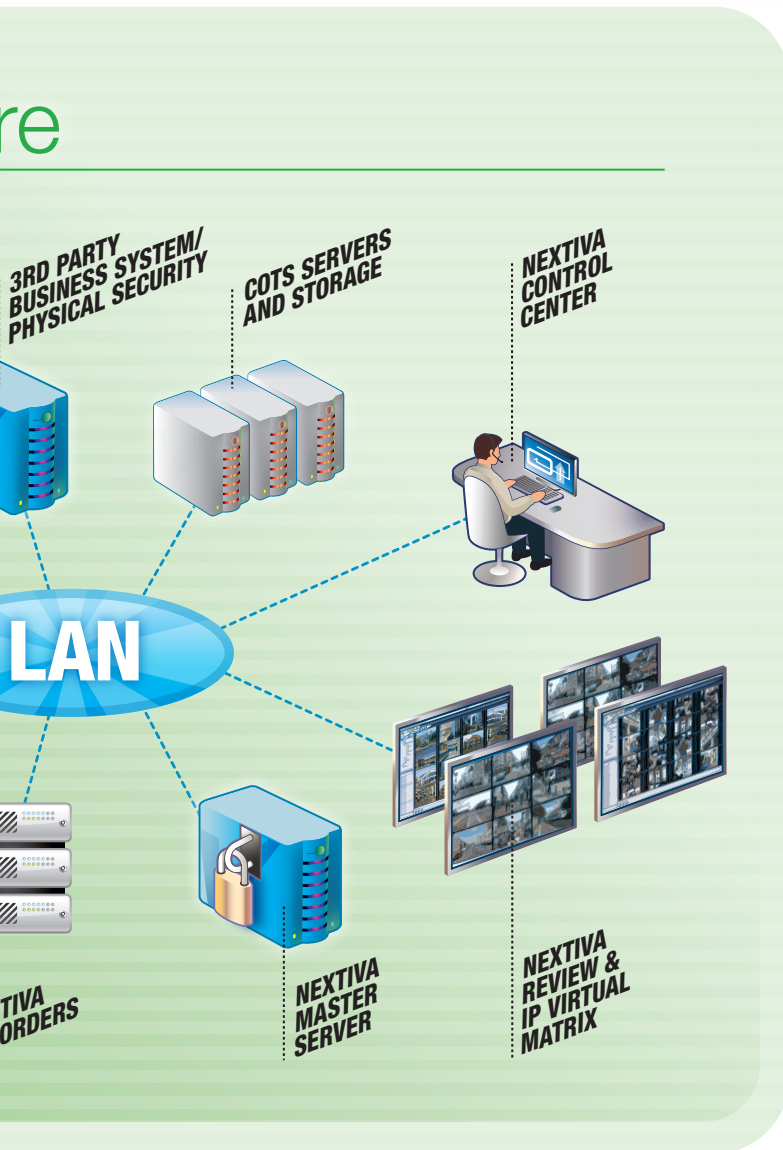 re
3RD PARTY
BUSINESS SYSTEM/
PHYSICAL SECURITY
COTS SERVERS
AND STORAGE
NEXTIVA
CONTROL
CENTER
LAN
TIVA
ORDERS
NEXTIVA
MASTER
SERVER
NEXTIVA
REVIEW &
IP VIRTUAL
MATRIX